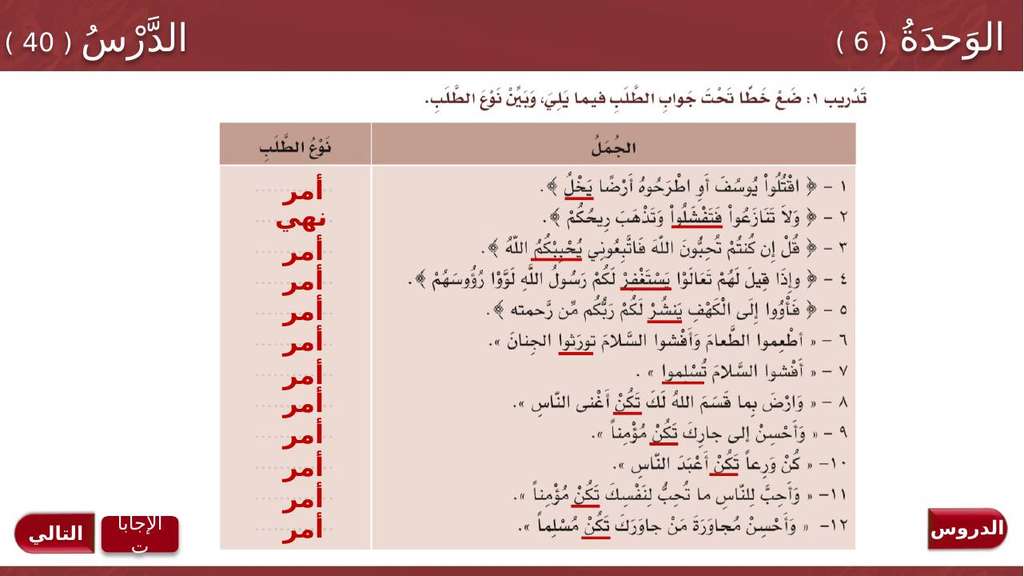 الوَحدَةُ ( 6 )
الدَّرْسُ ( 40 )
تَدْريب ١: ضَعْ خَطًّا تَحْتَ جَوابِ الطَّلَبِ فيما يَلِيَ، وَبَيِّنْ نَوْعَ الطَّلَبِ.
الجُمَلُ نَوْعُ الطَّلَبِ
١ - ﴿ اقْتُلُواْ يُوسُفَ أَوِ اطْرَحُوهُ أَرْضًا يَخْلُ ﴾. أمر
٢ - ﴿ وَلاَ تَنَازَعُواْ فَتَفْشَلُواْ وَتَذْهَبَ رِيحُكُمْ ﴾. نهي
٣ - ﴿ قُلْ إِن كُنتُمْ تُحِبُّونَ اللّهَ فَاتَّبِعُونِي يُحْبِبْكُمُ اللّهُ ﴾. أمر
٤ - ﴿ وإِذَا قِيلَ لَهُمْ تَعَالَوْا يَسْتَغْفِرْ لَكُمْ رَسُولُ اللَّهِ لَوَّوْا رُؤُوسَهُمْ ﴾. أمر
٥ - ﴿ فَأْوُوا إِلَى الْكَهْفِ يَنشُرْ لَكُمْ رَبُّكُم مِّن رَّحمته ﴾. أمر
٦ - « أطْعِموا الطَّعامَ وَأَفْشوا السَّلامَ تورَثوا الجِنانَ ». أمر
٧ - « أَفْشوا السَّلامَ تُسْلِموا » . أمر
٨ - « وَارْضَ بِما قَسَمَ اللهُ لَكَ تَكُنْ أَغْنى النّاسِ ». أمر
٩ - « وَأَحْسِنْ إلى جارِكَ تَكُنْ مُؤْمِناً ». أمر
١٠- « كُنْ وَرِعاً تَكُنْ أَعْبَدَ النّاسِ ». أمر
١١- « وَأَحِبَّ لِلنّاسِ ما تُحِبُّ لِنَفْسِكَ تَكُنْ مُؤْمِناً ». أمر
١٢- « وَأَحْسِنْ مُجاوَرَةَ مَنْ جاوَرَكَ تَكُنْ مُسْلِماً ». أمر
الدروس
الإجابا
ت
التالي